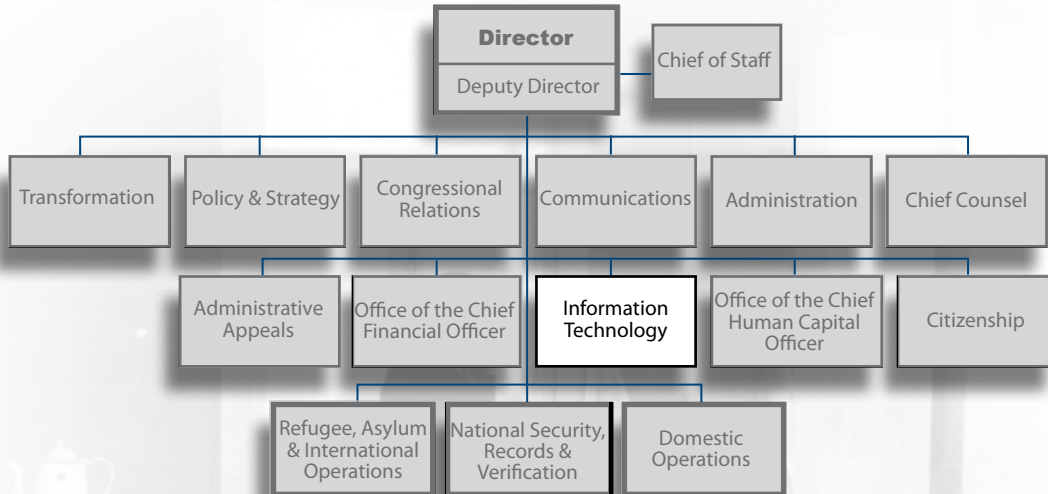 Director
Deputy Director
Chief of Staff
Transformation
Policy & Strategy
Congressional
Relations
Communications
Administration
Chief Counsel
Administrative
Appeals
Office of the Chief
Financial Officer
Information
Technology
Office of the Chief
Human Capital
Officer
Citizenship
Refugee, Asylum
& International
Operations
National Security,
Records &
Verification
Domestic
Operations